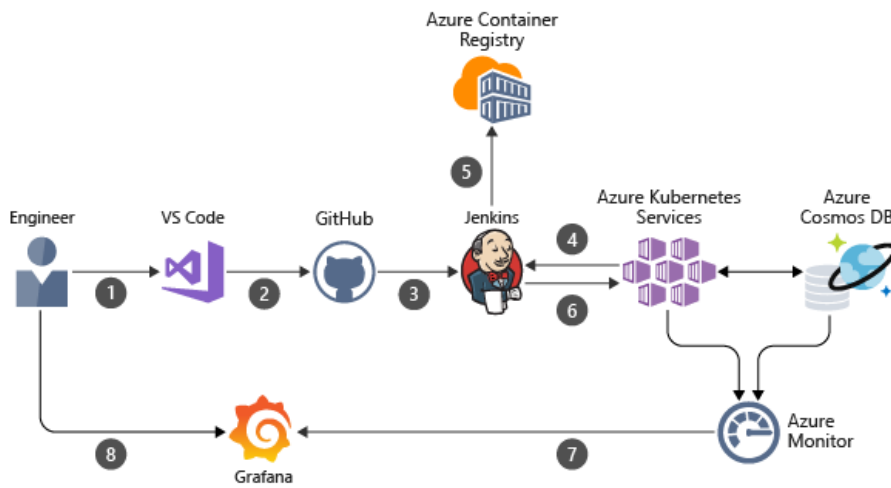 Azure Container
Registry
5
Engineer
VS Code
GitHub
Jenkins
Azure Kubernetes
Services
Azure
Cosmos DB
1
2
3
4
6
8
Grafana
7
Azure
Monitor